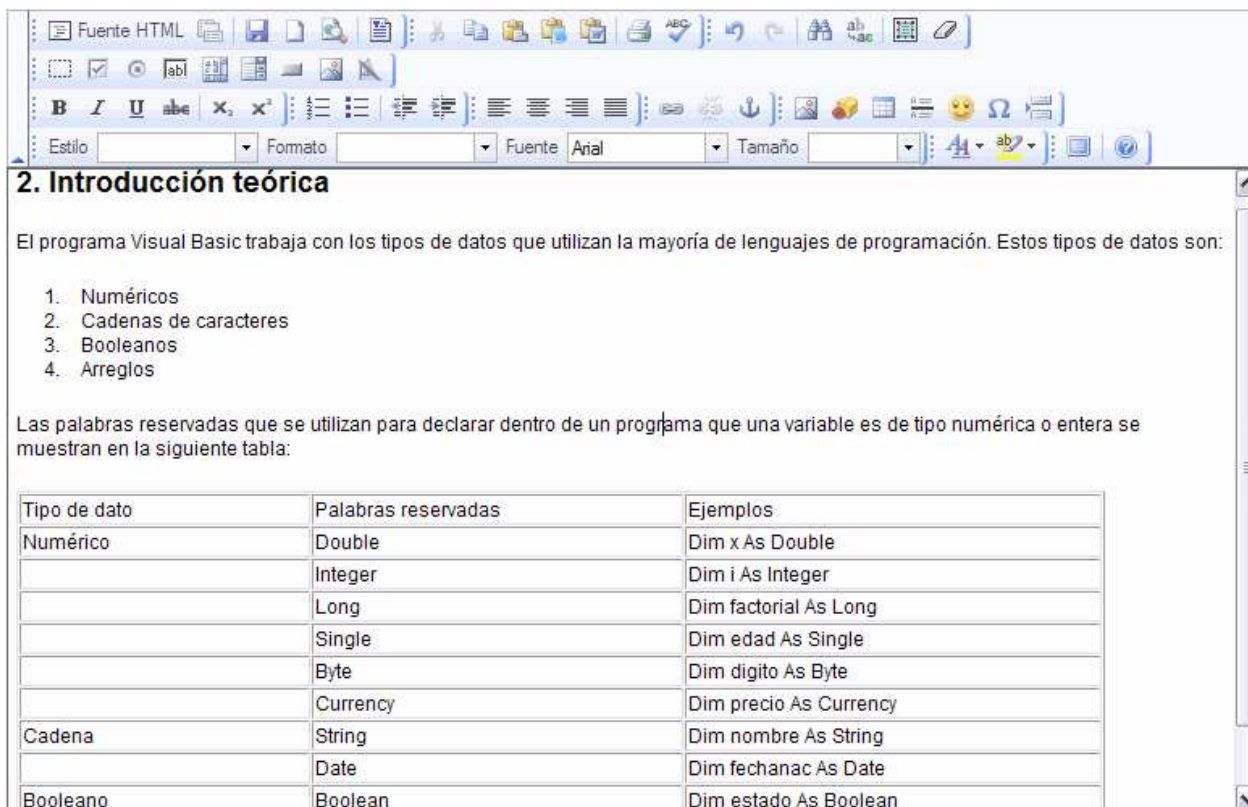 Fuente HTML
B I U abc x₂ x²
Estilo Formato Fuente Arial Tamaño
2. Introducción teórica
El programa Visual Basic trabaja con los tipos de datos que utilizan la mayoría de lenguajes de programación. Estos tipos de datos son:
1. Numéricos
2. Cadenas de caracteres
3. Booleanos
4. Arreglos
Las palabras reservadas que se utilizan para declarar dentro de un programa que una variable es de tipo numérica o entera se
muestran en la siguiente tabla:
Tipo de dato Palabras reservadas Ejemplos
Numérico Double Dim x As Double
Integer Dim i As Integer
Long Dim factorial As Long
Single Dim edad As Single
Byte Dim digito As Byte
Currency Dim precio As Currency
Cadena String Dim nombre As String
Date Dim fechanac As Date
Booleano Boolean Dim estado As Boolean